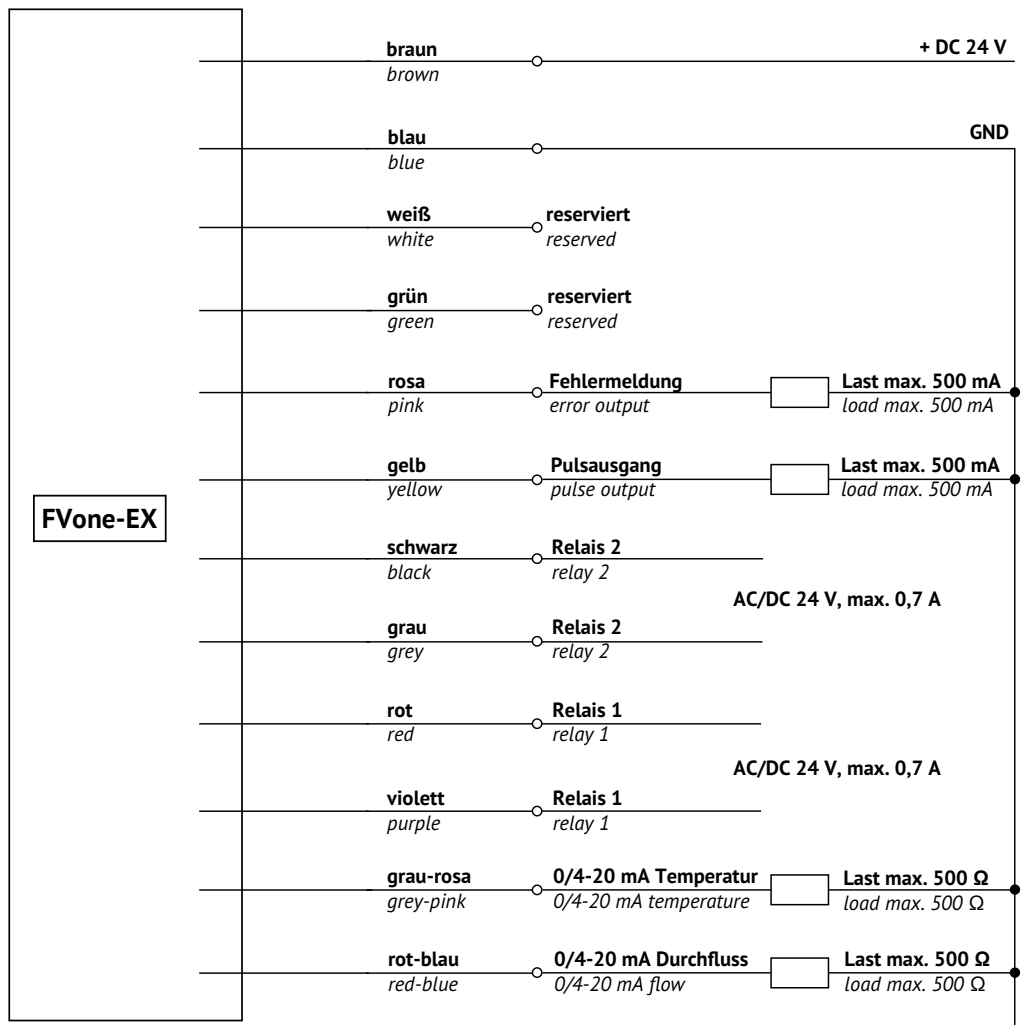 braun
brown
+ DC 24 V
blau
blue
GND
weiß
white
reserviert
reserved
grün
green
reserviert
reserved
rosa
pink
Fehlermeldung
error output
Last max. 500 mA
load max. 500 mA
gelb
yellow
Pulsausgang
pulse output
Last max. 500 mA
load max. 500 mA
FVone-EX
schwarz
black
Relais 2
relay 2
AC/DC 24 V, max. 0,7 A
grau
grey
Relais 2
relay 2
rot
red
Relais 1
relay 1
AC/DC 24 V, max. 0,7 A
violett
purple
Relais 1
relay 1
grau-rosa
grey-pink
0/4-20 mA Temperatur
0/4-20 mA temperature
Last max. 500 Ω
load max. 500 Ω
rot-blau
red-blue
0/4-20 mA Durchfluss
0/4-20 mA flow
Last max. 500 Ω
load max. 500 Ω